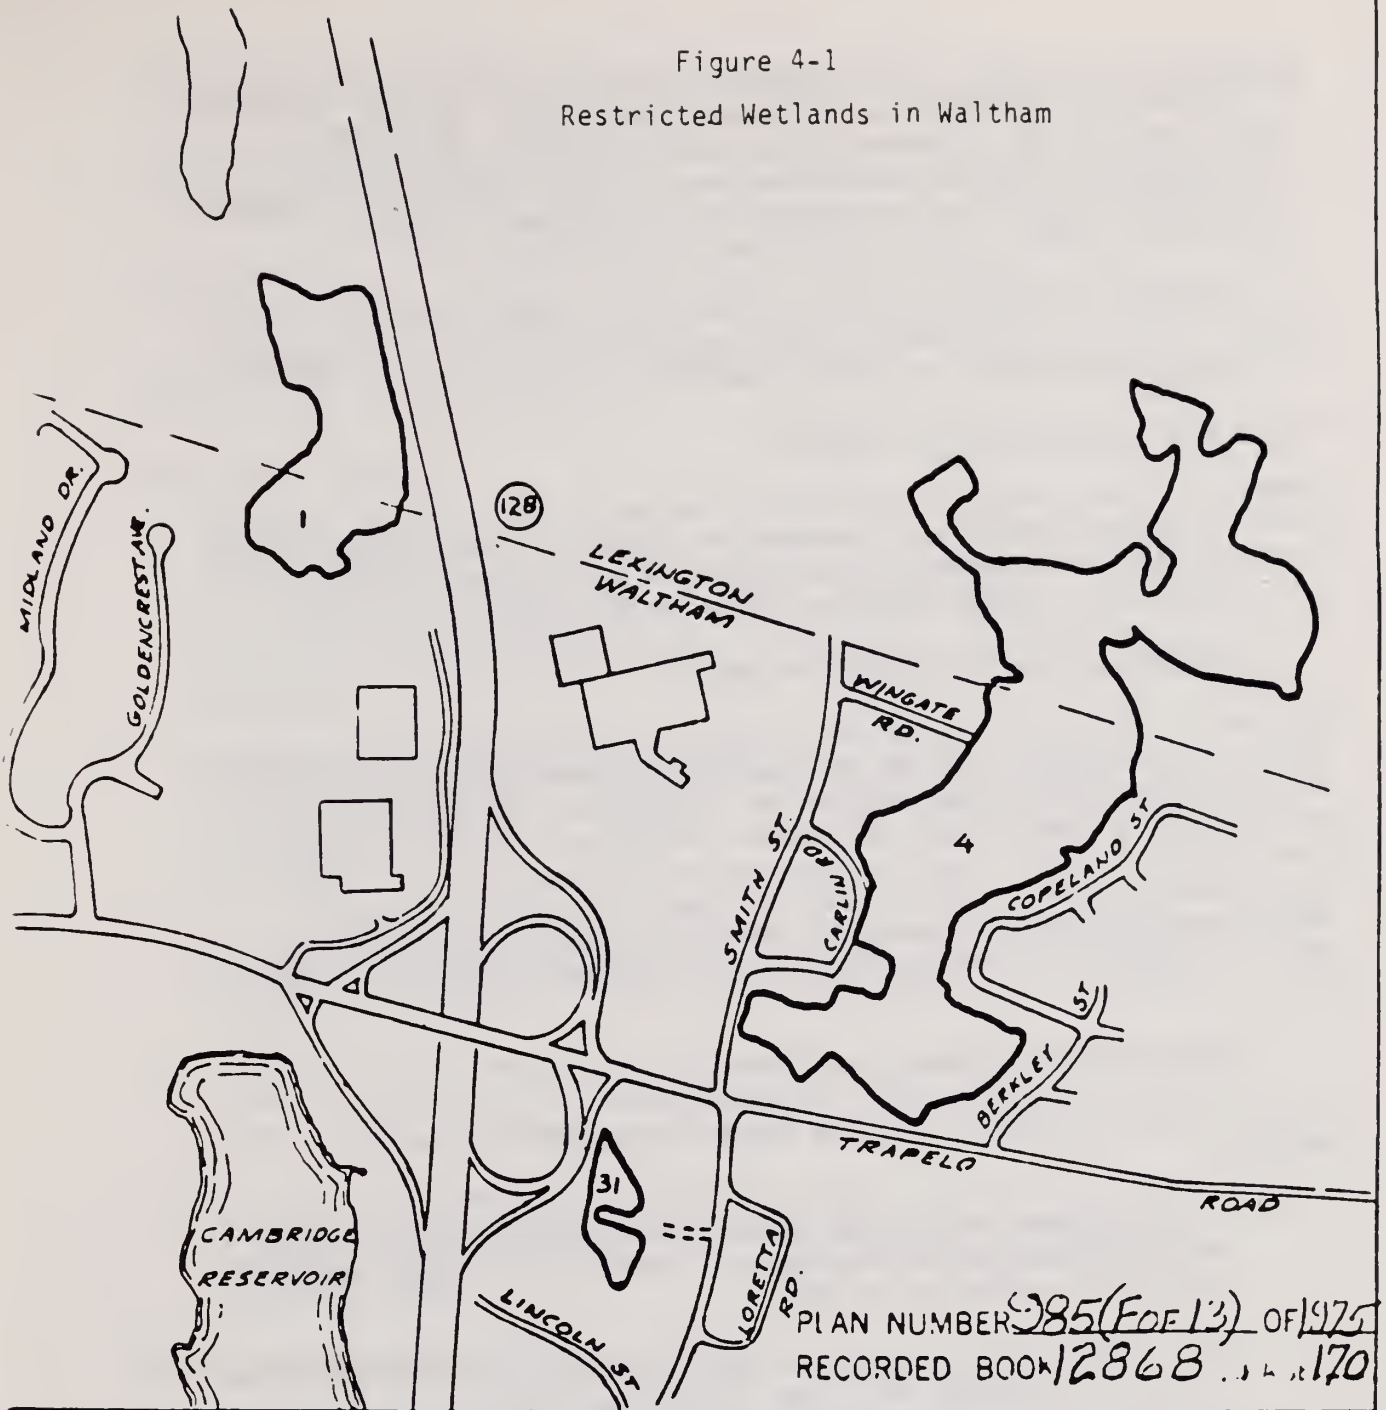 Figure 4-1
Restricted Wetlands in Waltham
MIDLAND DR.
GOLDENCREST AVE.
1
128
LEXINGTON
WALTHAM
WINGATE
RD.
SMITH ST.
CARLIN RD
4
COPELAND ST
BERKLEY ST
TRAPELO
ROAD
31
CAMBRIDGE
RESERVOIR
LINCOLN ST
LORETTA
RD.
PLAN NUMBER 985 ( OF 13) OF 1975
RECORDED BOOK 12868 170